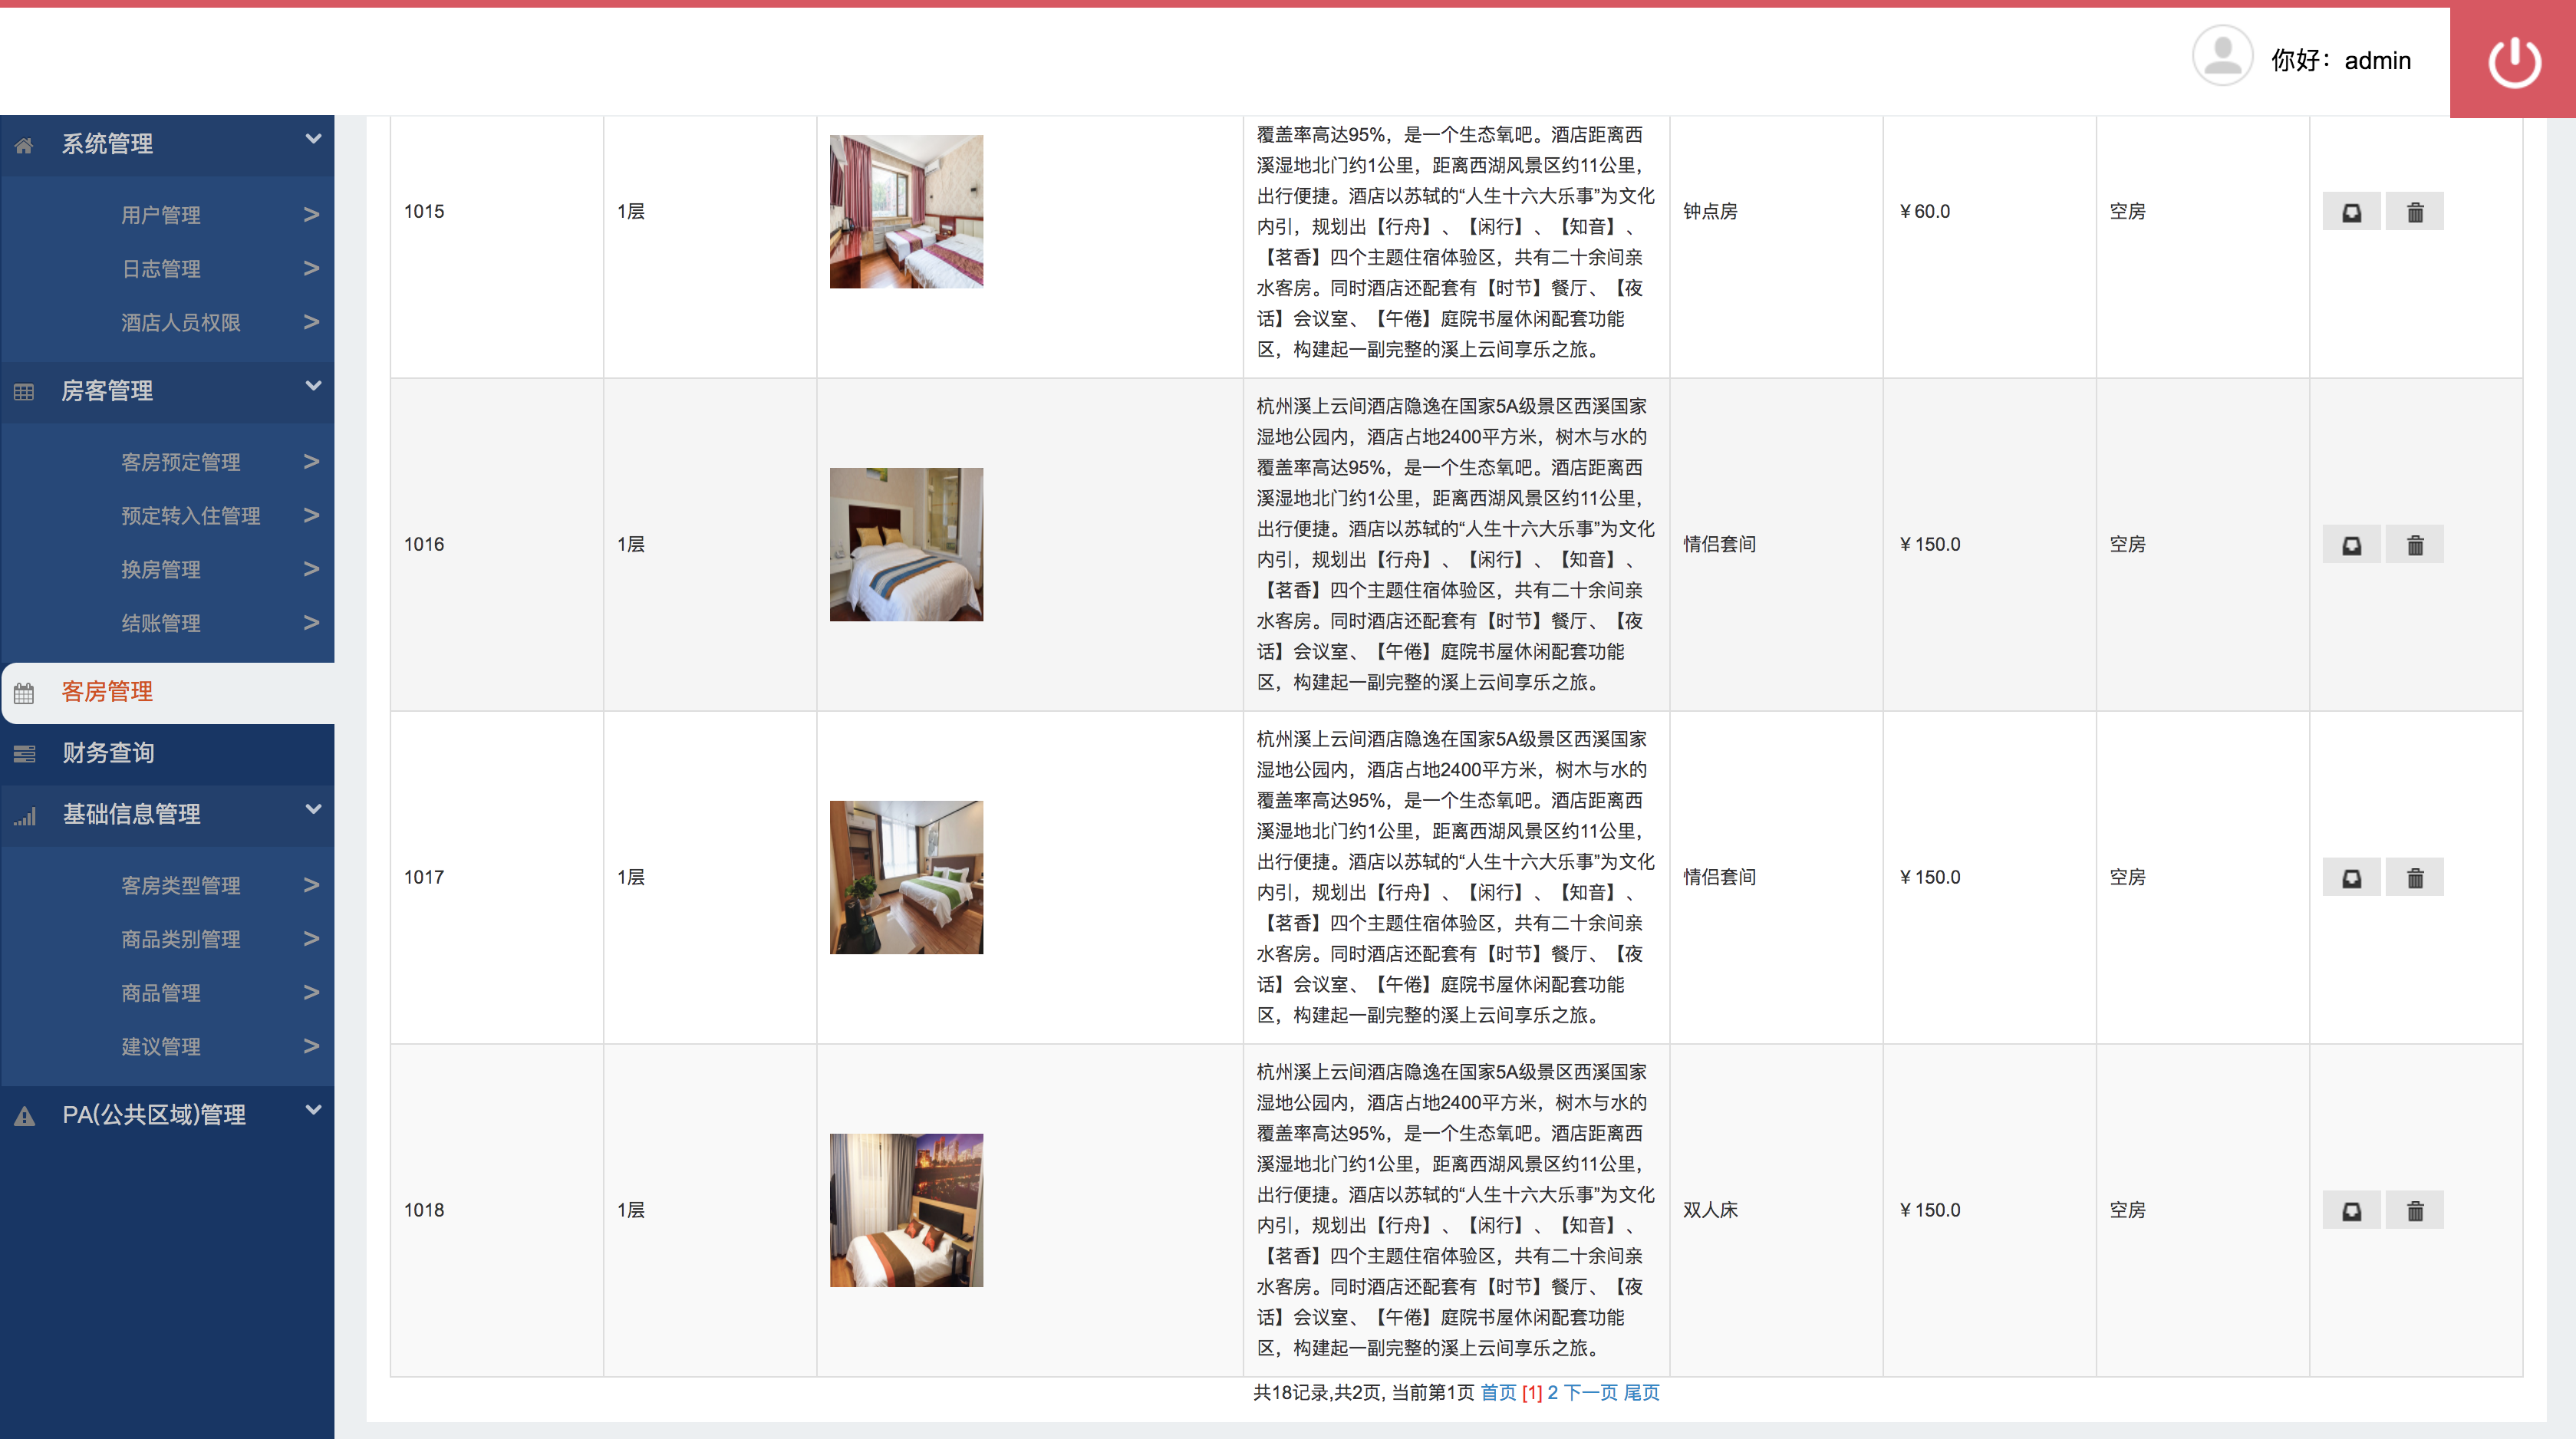 你好：admin
系统管理
用户管理 >
日志管理 >
酒店人员权限 >
房客管理
客房预定管理 >
预定转入住管理 >
换房管理 >
结账管理 >
客房管理
财务查询
基础信息管理
客房类型管理 >
商品类别管理 >
商品管理 >
建议管理 >
PA(公共区域)管理
1015
1层
覆盖率高达95%，是一个生态氧吧。酒店距离西
溪湿地北门约1公里，距离西湖风景区约11公里，
出行便捷。酒店以苏轼的“人生十六大乐事”为文化
内引，规划出【行舟】、【闲行】、【知音】、
【茗香】四个主题住宿体验区，共有二十余间亲
水客房。同时酒店还配套有【时节】餐厅、【夜
话】会议室、【午倦】庭院书屋休闲配套功能
区，构建起一副完整的溪上云间享乐之旅。
钟点房
￥60.0
空房
1016
1层
杭州溪上云间酒店隐逸在国家5A级景区西溪国家
湿地公园内，酒店占地2400平方米，树木与水的
覆盖率高达95%，是一个生态氧吧。酒店距离西
溪湿地北门约1公里，距离西湖风景区约11公里，
出行便捷。酒店以苏轼的“人生十六大乐事”为文化
内引，规划出【行舟】、【闲行】、【知音】、
【茗香】四个主题住宿体验区，共有二十余间亲
水客房。同时酒店还配套有【时节】餐厅、【夜
话】会议室、【午倦】庭院书屋休闲配套功能
区，构建起一副完整的溪上云间享乐之旅。
情侣套间
￥150.0
空房
1017
1层
杭州溪上云间酒店隐逸在国家5A级景区西溪国家
湿地公园内，酒店占地2400平方米，树木与水的
覆盖率高达95%，是一个生态氧吧。酒店距离西
溪湿地北门约1公里，距离西湖风景区约11公里，
出行便捷。酒店以苏轼的“人生十六大乐事”为文化
内引，规划出【行舟】、【闲行】、【知音】、
【茗香】四个主题住宿体验区，共有二十余间亲
水客房。同时酒店还配套有【时节】餐厅、【夜
话】会议室、【午倦】庭院书屋休闲配套功能
区，构建起一副完整的溪上云间享乐之旅。
情侣套间
￥150.0
空房
1018
1层
杭州溪上云间酒店隐逸在国家5A级景区西溪国家
湿地公园内，酒店占地2400平方米，树木与水的
覆盖率高达95%，是一个生态氧吧。酒店距离西
溪湿地北门约1公里，距离西湖风景区约11公里，
出行便捷。酒店以苏轼的“人生十六大乐事”为文化
内引，规划出【行舟】、【闲行】、【知音】、
【茗香】四个主题住宿体验区，共有二十余间亲
水客房。同时酒店还配套有【时节】餐厅、【夜
话】会议室、【午倦】庭院书屋休闲配套功能
区，构建起一副完整的溪上云间享乐之旅。
双人床
￥150.0
空房
共18记录,共2页, 当前第1页 首页 [1] 2 下一页 尾页